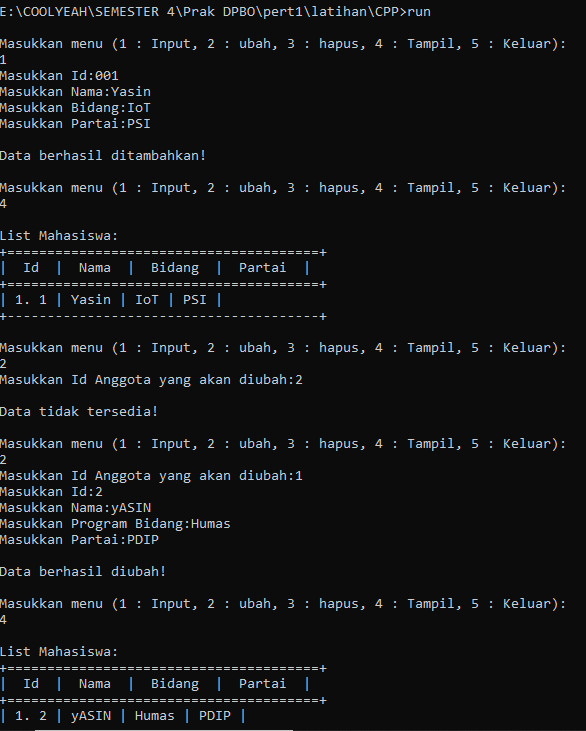 E:\COOLYEAH\SEMESTER 4\Prak DPBO\pert1\latihan\CPP>run
Masukkan menu (1 : Input, 2 : ubah, 3 : hapus, 4 : Tampil, 5 : Keluar):
1
Masukkan Id:001
Masukkan Nama:Yasin
Masukkan Bidang:IoT
Masukkan Partai:PSI
Data berhasil ditambahkan!
Masukkan menu (1 : Input, 2 : ubah, 3 : hapus, 4 : Tampil, 5 : Keluar):
4
List Mahasiswa:
+=======================================+
|  Id  |  Nama  |  Bidang  |  Partai  |
+=======================================+
| 1. 1 | Yasin | IoT | PSI |
+---------------------------------------+
Masukkan menu (1 : Input, 2 : ubah, 3 : hapus, 4 : Tampil, 5 : Keluar):
2
Masukkan Id Anggota yang akan diubah:2
Data tidak tersedia!
Masukkan menu (1 : Input, 2 : ubah, 3 : hapus, 4 : Tampil, 5 : Keluar):
2
Masukkan Id Anggota yang akan diubah:1
Masukkan Id:2
Masukkan Nama:yASIN
Masukkan Program Bidang:Humas
Masukkan Partai:PDIP
Data berhasil diubah!
Masukkan menu (1 : Input, 2 : ubah, 3 : hapus, 4 : Tampil, 5 : Keluar):
4
List Mahasiswa:
+=======================================+
|  Id  |  Nama  |  Bidang  |  Partai  |
+=======================================+
| 1. 2 | yASIN | Humas | PDIP |